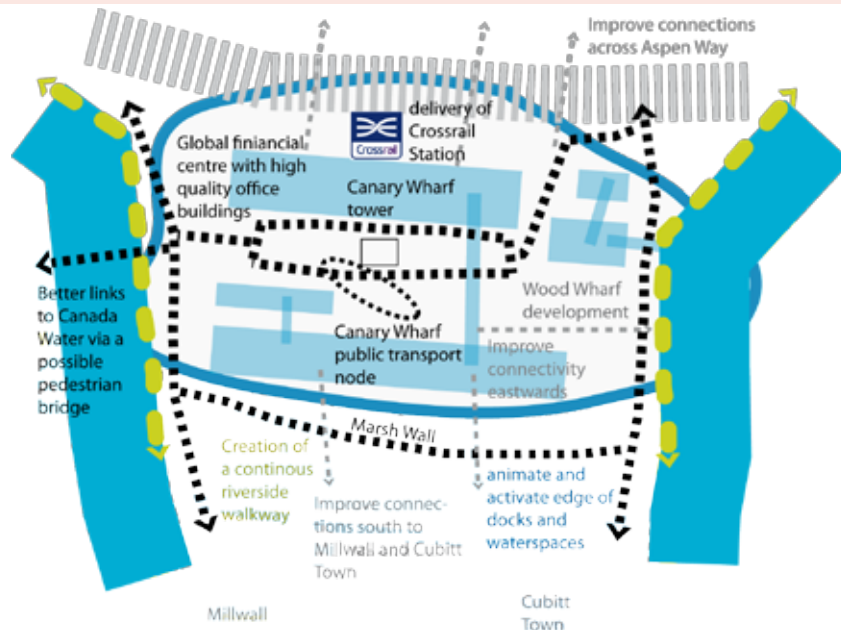 Improve connections
across Aspen Way
delivery of
Crossrail
Station
Crossrail
Global finiancial
centre with high
quality office
buildings
Canary Wharf
tower
Better links
to Canada
Water via a
possible
pedestrian
bridge
Wood Wharf
development
Canary Wharf
public transport
node
Improve
connectivity
eastwards
Marsh Wall
Creation of
a continous
riverside
walkway
Improve connec-
tions south to
Millwall and Cubitt
Town
animate and
activate edge of
docks and
waterspaces
Millwall
Cubitt
Town